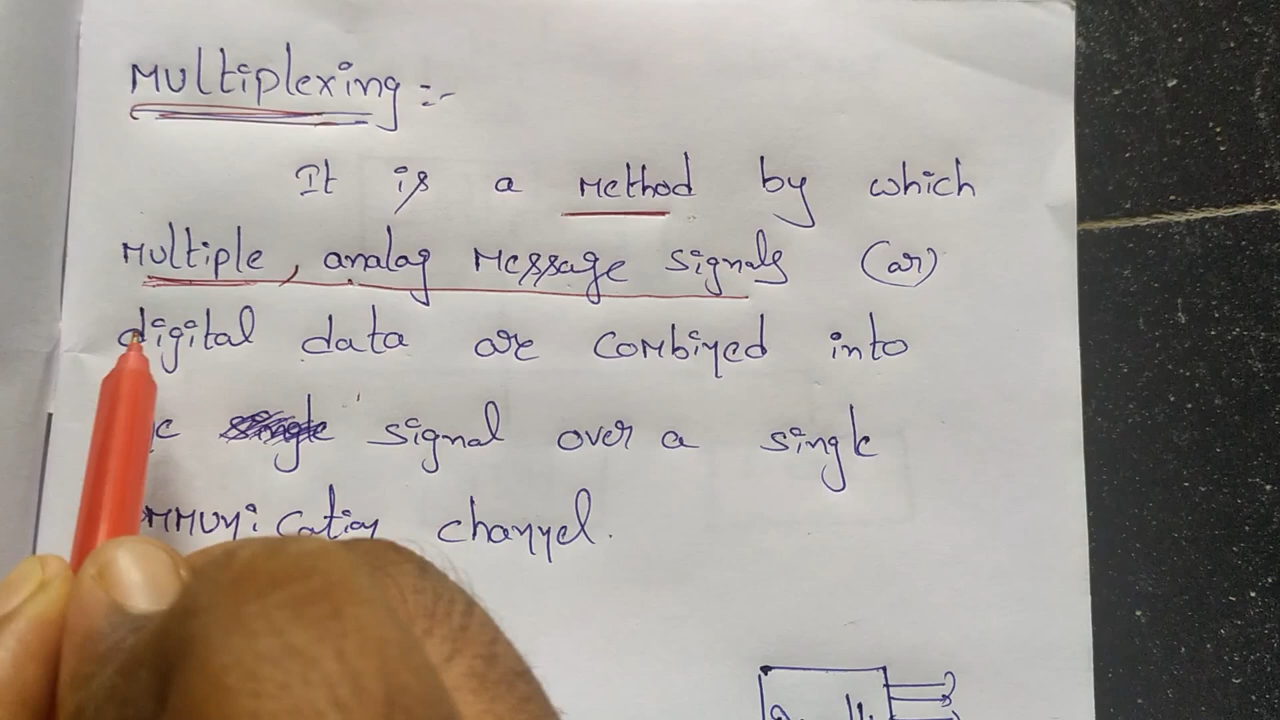 Multiplexing :-
It is a method by which
Multiple, analog message signals (or)
digital data are combined into
signal over a single
channel.